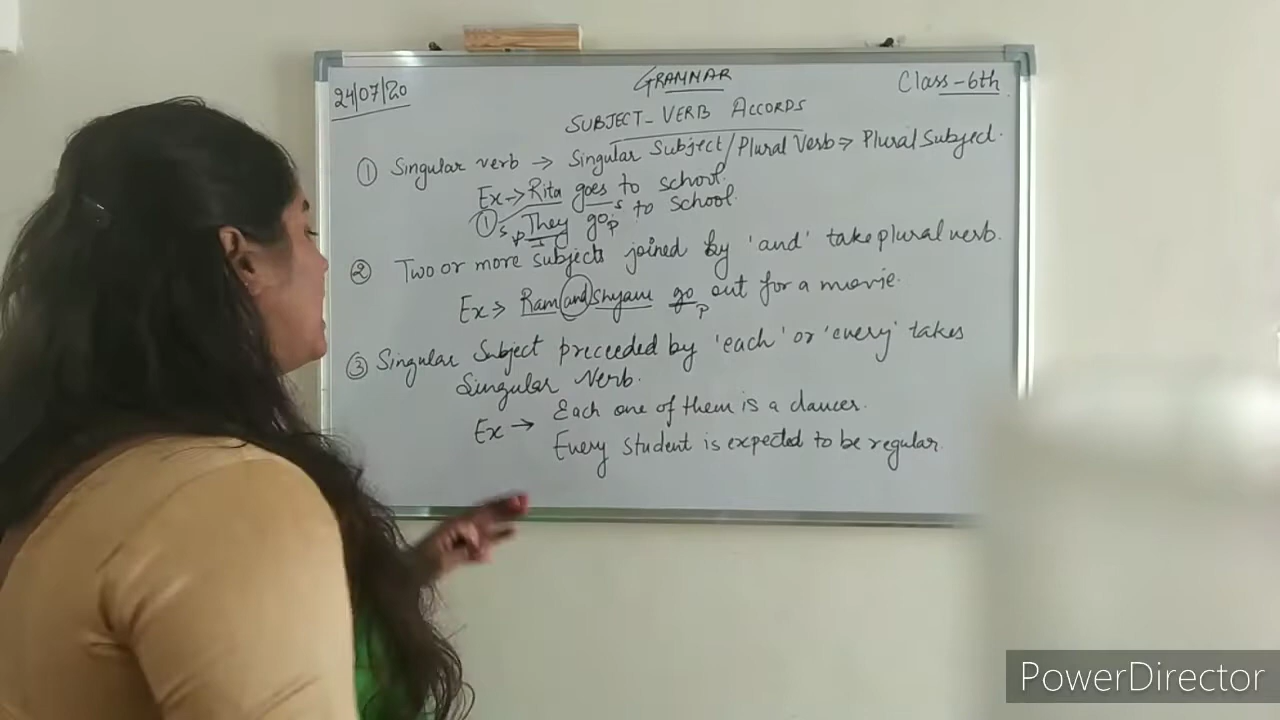 24/07/20
GRAMMAR
Class-6th
SUBJECT-VERB ACCORDS
① Singular verb → Singular Subject / Plural Verb → Plural Subject.
Ex → Rita goes to school.
① s s
They go to school.
p p
② Two or more subjects joined by 'and' take plural verb.
Ex → Ram and Shyam go out for a movie.
p
③ Singular Subject preceeded by 'each' or 'every' takes
Singular Verb.
Ex → Each one of them is a dancer.
Every student is expected to be regular.
PowerDirector